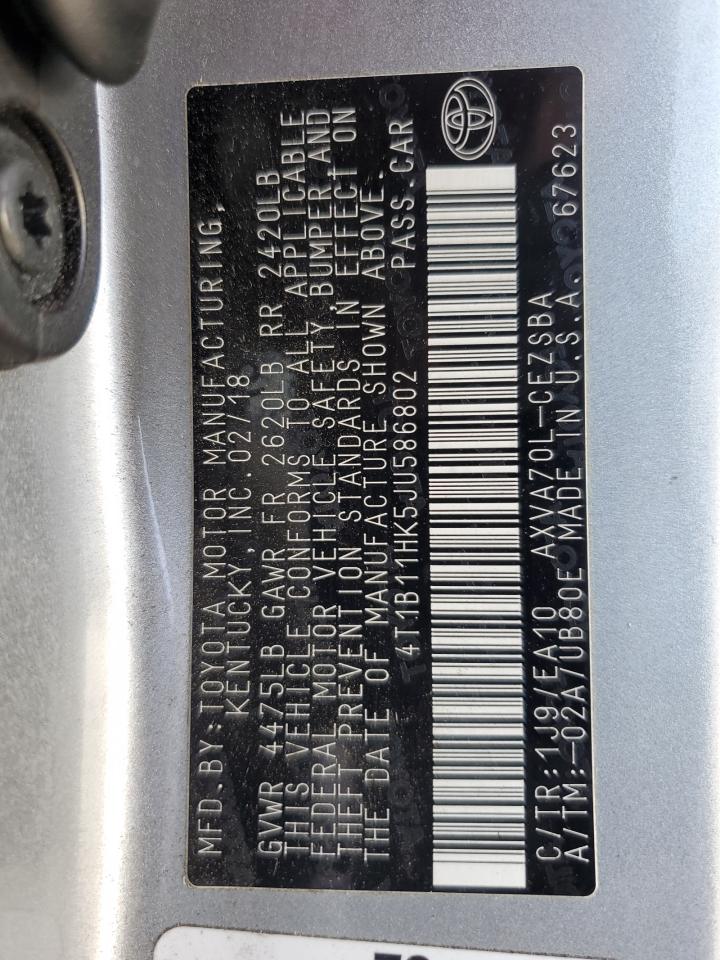 MFD.BY:TOYOTA MOTOR MANUFACTURING,
KENTUCKY, INC.02/18
GVWR 4475LB GAWR FR 2620LB RR 2420LB
THIS VEHICLE CONFORMS TO ALL APPLICABLE
FEDERAL MOTOR VEHICLE SAFETY, BUMPER,AND
THEFT PREVENTION STANDARDS IN EFFECT ON
THE DATE OF MANUFACTURE SHOWN ABOVE.
4T1B11HK5JU586802 PASS.CAR
C/TR:1J9/EA10 AXVA70L-CEZSBA
A/TM:-02A/UB80E MADE IN U.S.A. 67623